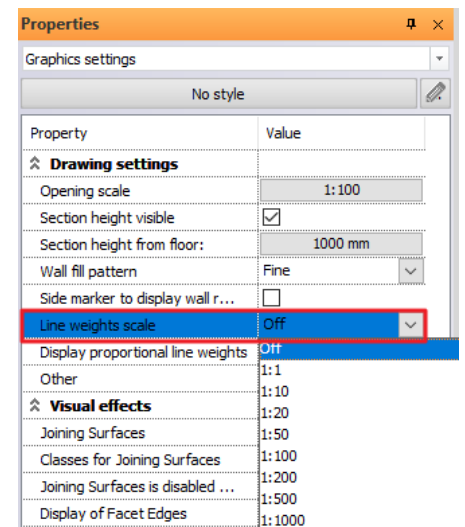 Properties
Graphics settings
No style
Property Value
Drawing settings
Opening scale 1:100
Section height visible
Section height from floor: 1000 mm
Wall fill pattern Fine
Side marker to display wall r...
Line weights scale Off
Display proportional line weights Off
1:1
Other 1:10
Visual effects 1:20
Joining Surfaces 1:50
Classes for Joining Surfaces 1:100
Joining Surfaces is disabled ... 1:200
1:500
Display of Facet Edges 1:1000